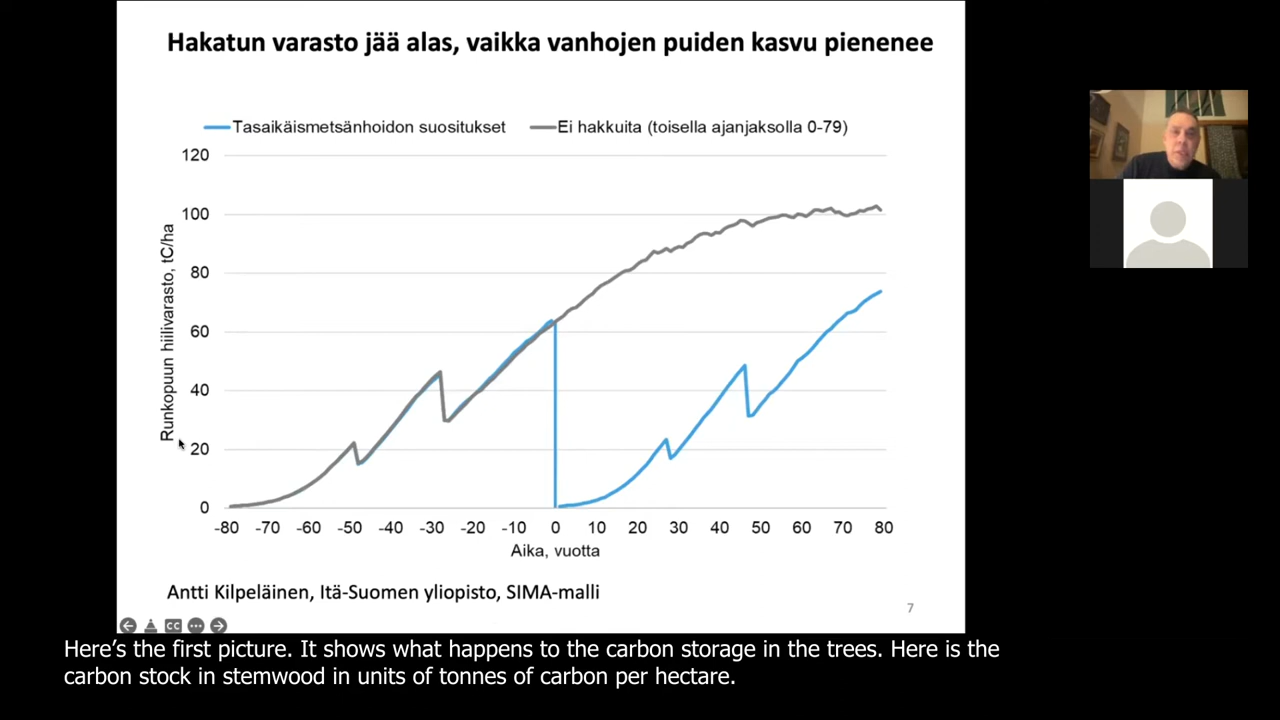 Hakatun varasto jää alas, vaikka vanhojen puiden kasvu pienenee
Tasaikäismetsänhoidon suositukset
Ei hakkuita (toisella ajanjaksolla 0-79)
Runkopuun hiilivarasto, tC/ha
120
100
80
60
40
20
0
-80 -70 -60 -50 -40 -30 -20 -10 0 10 20 30 40 50 60 70 80
Aika, vuotta
Antti Kilpeläinen, Itä-Suomen yliopisto, SIMA-malli
7
CC
Here's the first picture. It shows what happens to the carbon storage in the trees. Here is the
carbon stock in stemwood in units of tonnes of carbon per hectare.